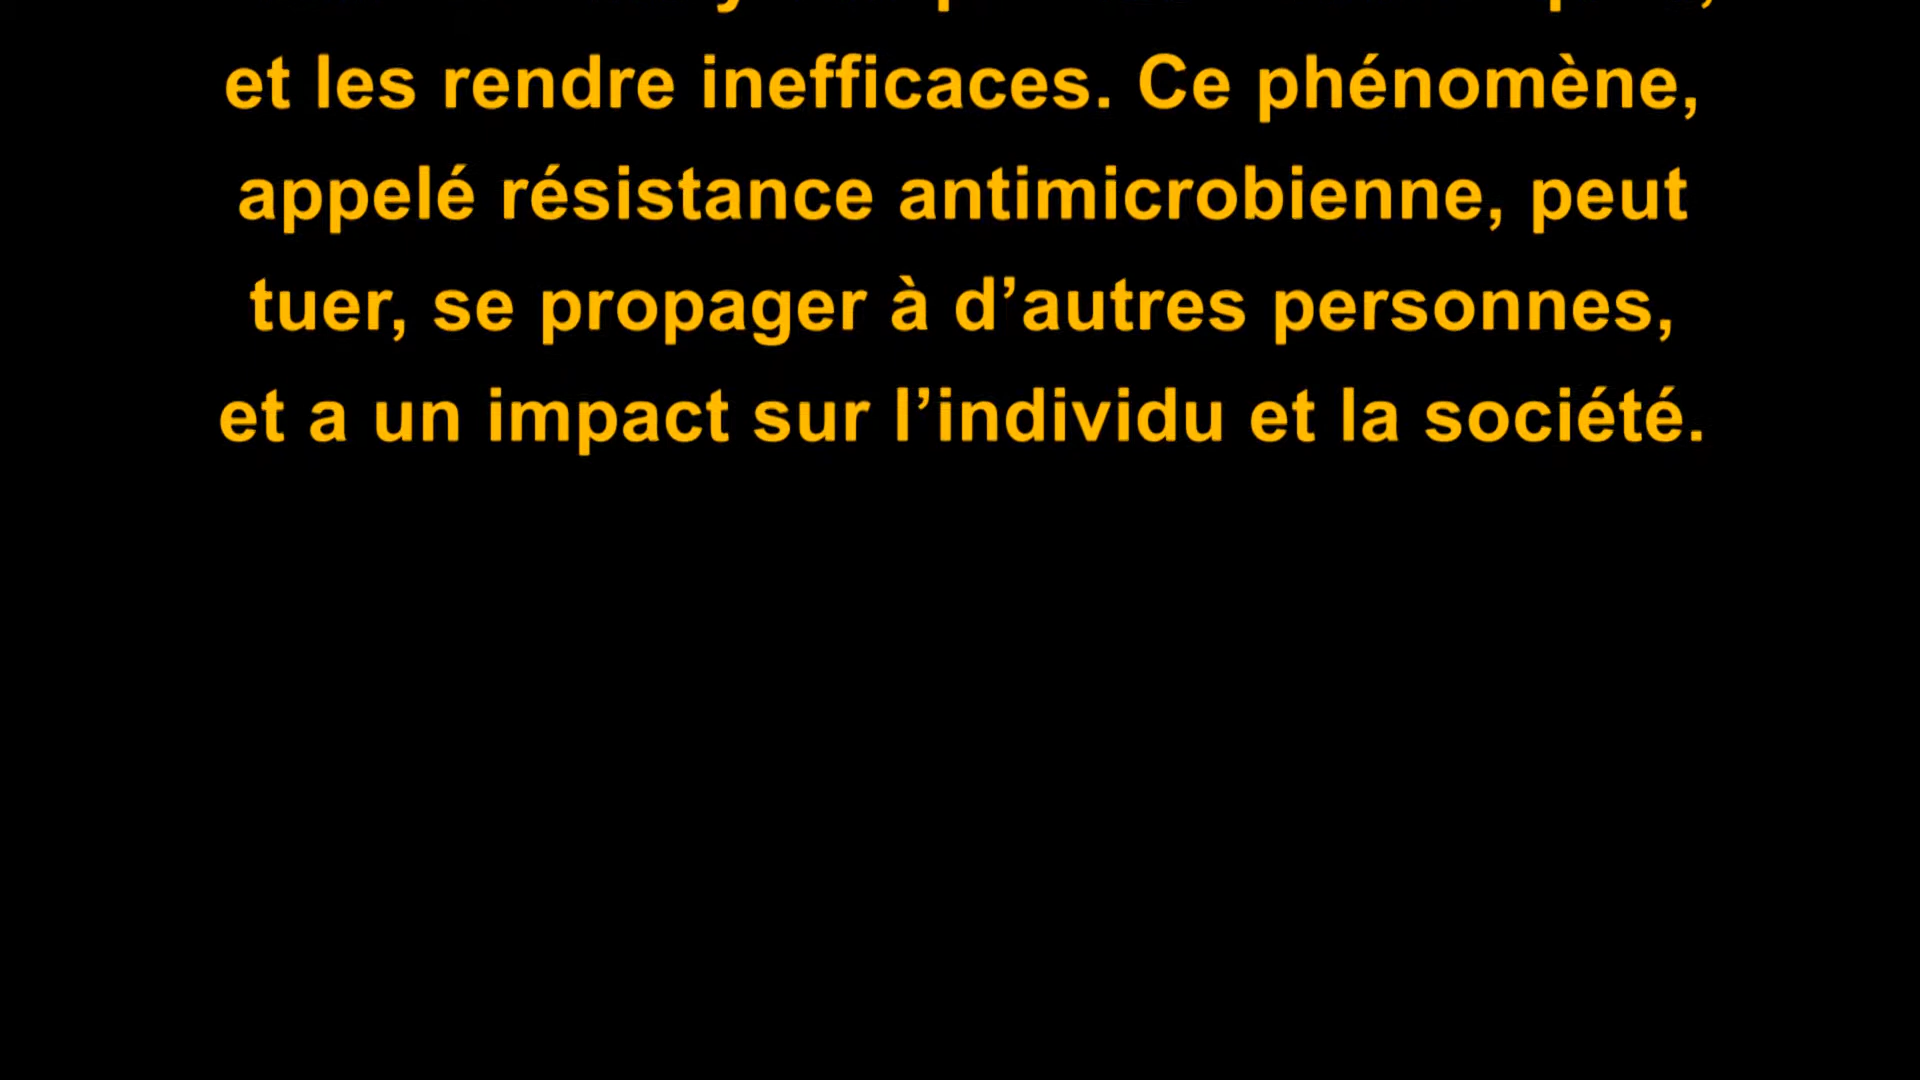 et les rendre inefficaces. Ce phénomène,
appelé résistance antimicrobienne, peut
tuer, se propager à d’autres personnes,
et a un impact sur l’individu et la société.